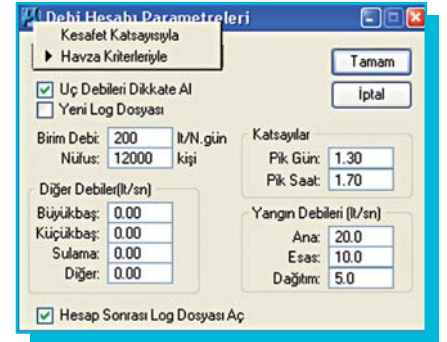 Debi Hesabı Parametreleri
Kesafet Katsayısıyla
Havza Kriterleriyle
Tamam
Uç Debileri Dikkate Al
İptal
Yeni Log Dosyası
Birim Debi: 200 lt/N.gün
Nüfus: 12000 kişi
Katsayılar
Pik Gün: 1.30
Pik Saat: 1.70
Diğer Debiler(lt/sn)
Büyükbaş: 0.00
Küçükbaş: 0.00
Sulama: 0.00
Diğer: 0.00
Yangın Debileri (lt/sn)
Ana: 20.0
Esas: 10.0
Dağıtım: 5.0
Hesap Sonrası Log Dosyası Aç